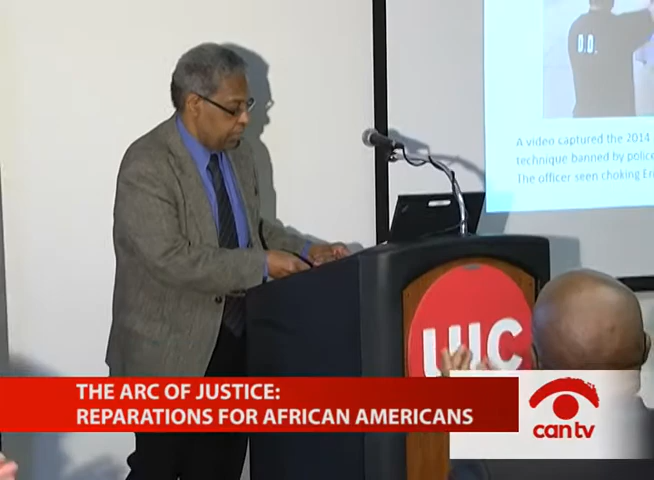 D.D.
A video captured the 2014
technique banned by police
The officer seen choking Er
UIC
THE ARC OF JUSTICE:
REPARATIONS FOR AFRICAN AMERICANS
can tv